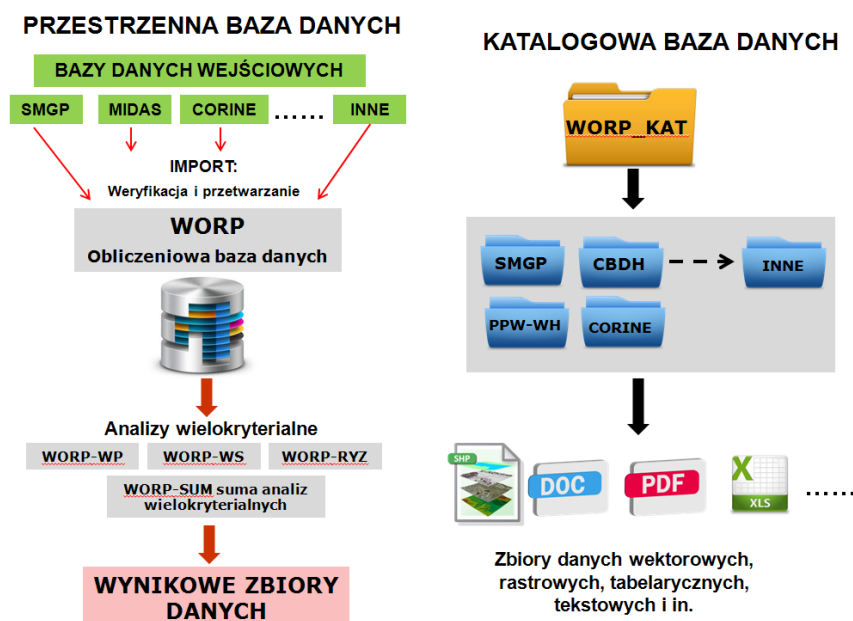 PRZESTRZENNA BAZA DANYCH
BAZY DANYCH WEJŚCIOWYCH
SMGP
MIDAS
CORINE
......
INNE
IMPORT:
Weryfikacja i przetwarzanie
WORP
Obliczeniowa baza danych
Analizy wielokryterialne
WORP-WP
WORP-WS
WORP-RYZ
WORP-SUM suma analiz
wielokryterialnych
WYNIKOWE ZBIORY
DANYCH
KATALOGOWA BAZA DANYCH
WORP_KAT
SMGP
CBDH
INNE
PPW-WH
CORINE
SHP
DOC
PDF
X
XLS
......
Zbiory danych wektorowych,
rastrowych, tabelarycznych,
tekstowych i in.